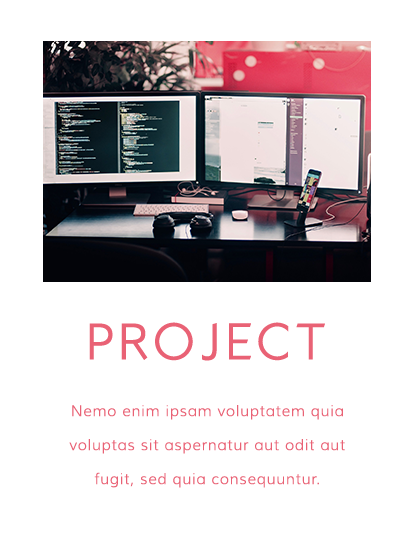 PROJECT
Nemo enim ipsam voluptatem quia
voluptas sit aspernatur aut odit aut
fugit, sed quia consequuntur.